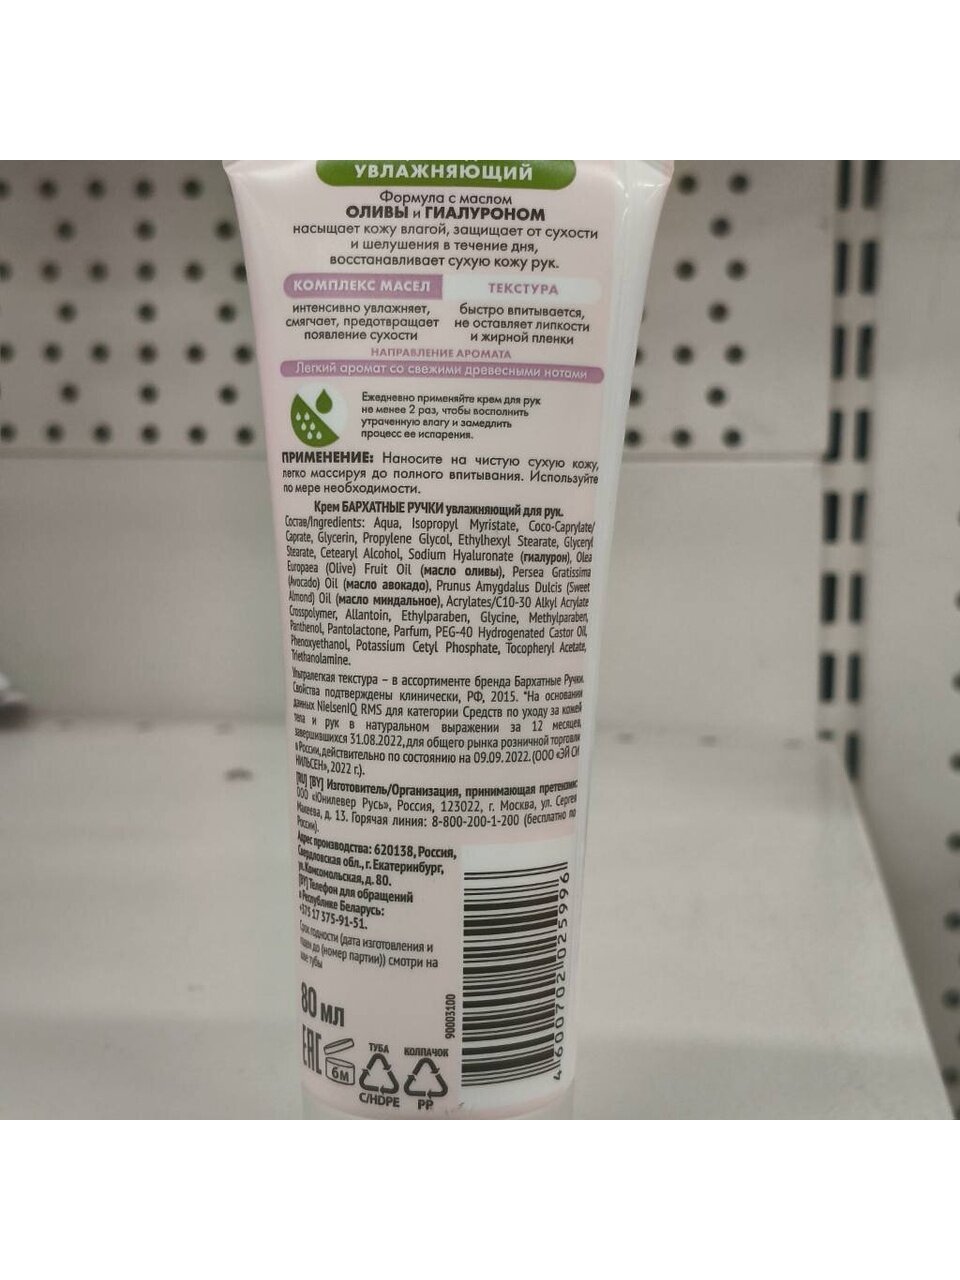 УВЛАЖНЯЮЩИЙ
Формула с маслом
ОЛИВЫ и ГИАЛУРОНОМ
насыщает кожу влагой, защищает от сухости
и шелушения в течение дня,
восстанавливает сухую кожу рук.
КОМПЛЕКС МАСЕЛ
интенсивно увлажняет,
смягчает, предотвращает
появление сухости
ТЕКСТУРА
быстро впитывается,
не оставляет липкости
и жирной пленки
НАПРАВЛЕНИЕ АРОМАТА
Легкий аромат со свежими древесными нотами
Ежедневно применяйте крем для рук
не менее 2 раз, чтобы восполнить
утраченную влагу и замедлить
процесс ее испарения.
ПРИМЕНЕНИЕ: Наносите на чистую сухую кожу,
легко массируя до полного впитывания. Используйте
по мере необходимости.
Крем БАРХАТНЫЕ РУЧКИ увлажняющий для рук.
Состав/Ingredients: Aqua, Isopropyl Myristate, Coco-Caprylate/
Caprate, Glycerin, Propylene Glycol, Ethylhexyl Stearate, Glyceryl
Stearate, Cetearyl Alcohol, Sodium Hyaluronate (гиалурон), Olea
Europaea (Olive) Fruit Oil (масло оливы), Persea Gratissima
(Avocado) Oil (масло авокадо), Prunus Amygdalus Dulcis (Sweet
Almond) Oil (масло миндальное), Acrylates/C10-30 Alkyl Acrylate
Crosspolymer, Allantoin, Ethylparaben, Glycine, Methylparaben,
Panthenol, Pantolactone, Parfum, PEG-40 Hydrogenated Castor Oil,
Phenoxyethanol, Potassium Cetyl Phosphate, Tocopheryl Acetate,
Triethanolamine.
Ультралегкая текстура – в ассортименте бренда Бархатные Ручки.
Свойства подтверждены клинически, РФ, 2015. *На основании
данных NielsenIQ RMS для категории Средств по уходу за кожей
тела и рук в натуральном выражении за 12 месяцев,
завершившихся 31.08.2022, для общего рынка розничной торговли
в России, действительно по состоянию на 09.09.2022. (ООО «ЭЙ СИ
НИЛЬСЕН», 2022 г.).
[RU] [BY] Изготовитель/Организация, принимающая претензии:
ООО «Юнилевер Русь», Россия, 123022, г. Москва, ул. Сергея
Макеева, д. 13. Горячая линия: 8-800-200-1-200 (бесплатно по
России).
Адрес производства: 620138, Россия,
Свердловская обл., г. Екатеринбург,
ул. Комсомольская, д. 80.
[BY] Телефон для обращений
в Республике Беларусь:
+375 17 375-91-51.
Срок годности (дата изготовления и
годен до (номер партии)) смотри на
шве тубы
80 мл
EAC
6М
ТУБА
C/HDPE
КОЛПАЧОК
PP
90003100
4 600702 025996